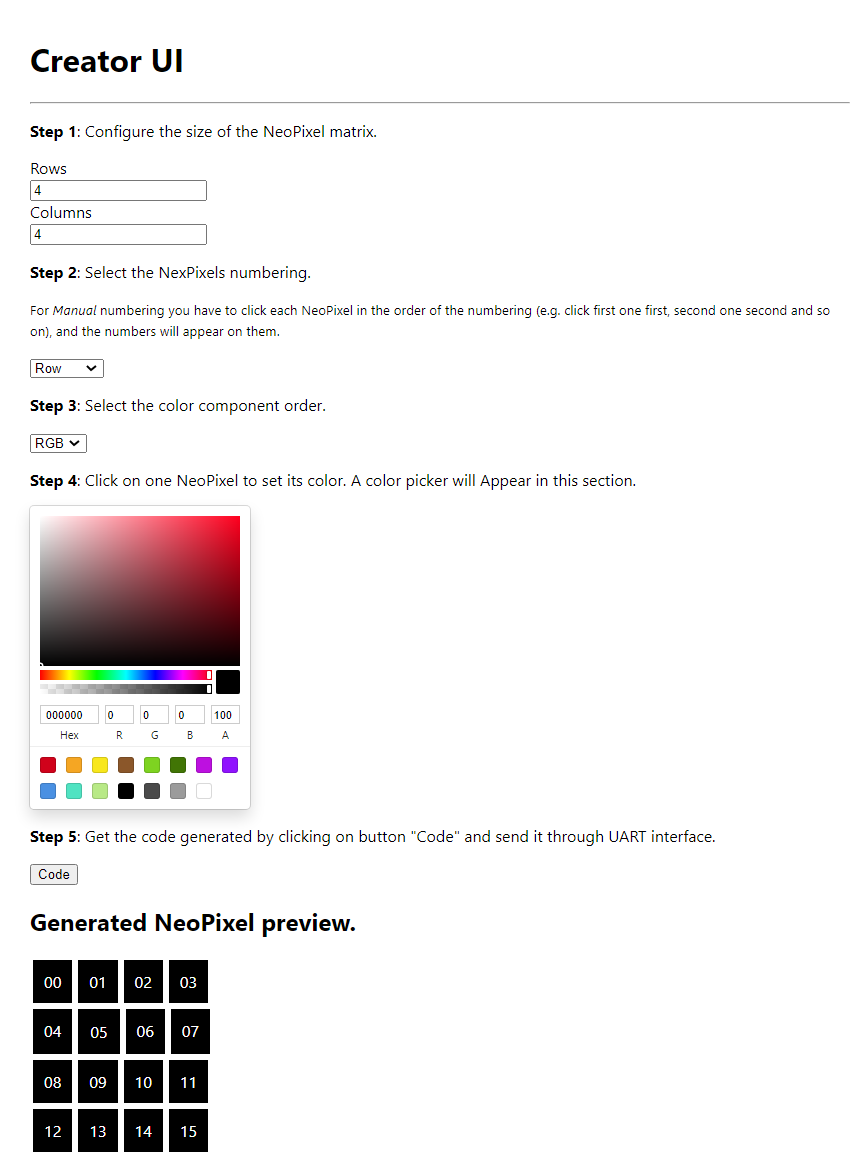 Creator UI
Step 1: Configure the size of the NeoPixel matrix.
Rows
4
Columns
4
Step 2: Select the NexPixels numbering.
For Manual numbering you have to click each NeoPixel in the order of the numbering (e.g. click first one first, second one second and so
on), and the numbers will appear on them.
Row
Step 3: Select the color component order.
RGB
Step 4: Click on one NeoPixel to set its color. A color picker will Appear in this section.
000000 0 0 0 100
Hex R G B A
Step 5: Get the code generated by clicking on button "Code" and send it through UART interface.
Code
Generated NeoPixel preview.
00 01 02 03
04 05 06 07
08 09 10 11
12 13 14 15